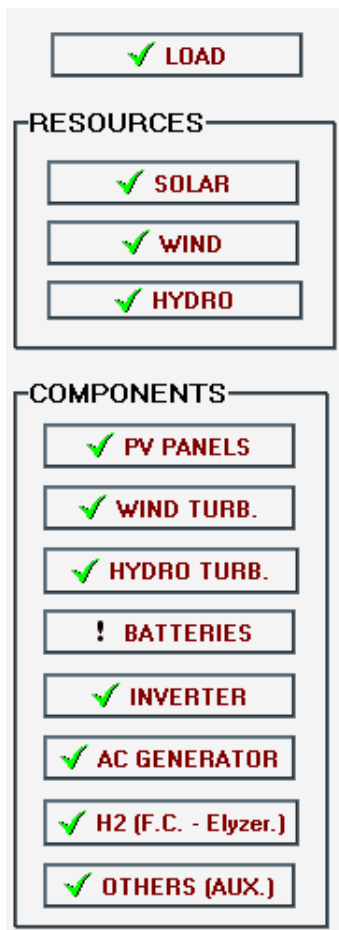 LOAD
RESOURCES
SOLAR
WIND
HYDRO
COMPONENTS
PV PANELS
WIND TURB.
HYDRO TURB.
! BATTERIES
INVERTER
AC GENERATOR
H2 (F.C. - Elyzer.)
OTHERS (AUX.)